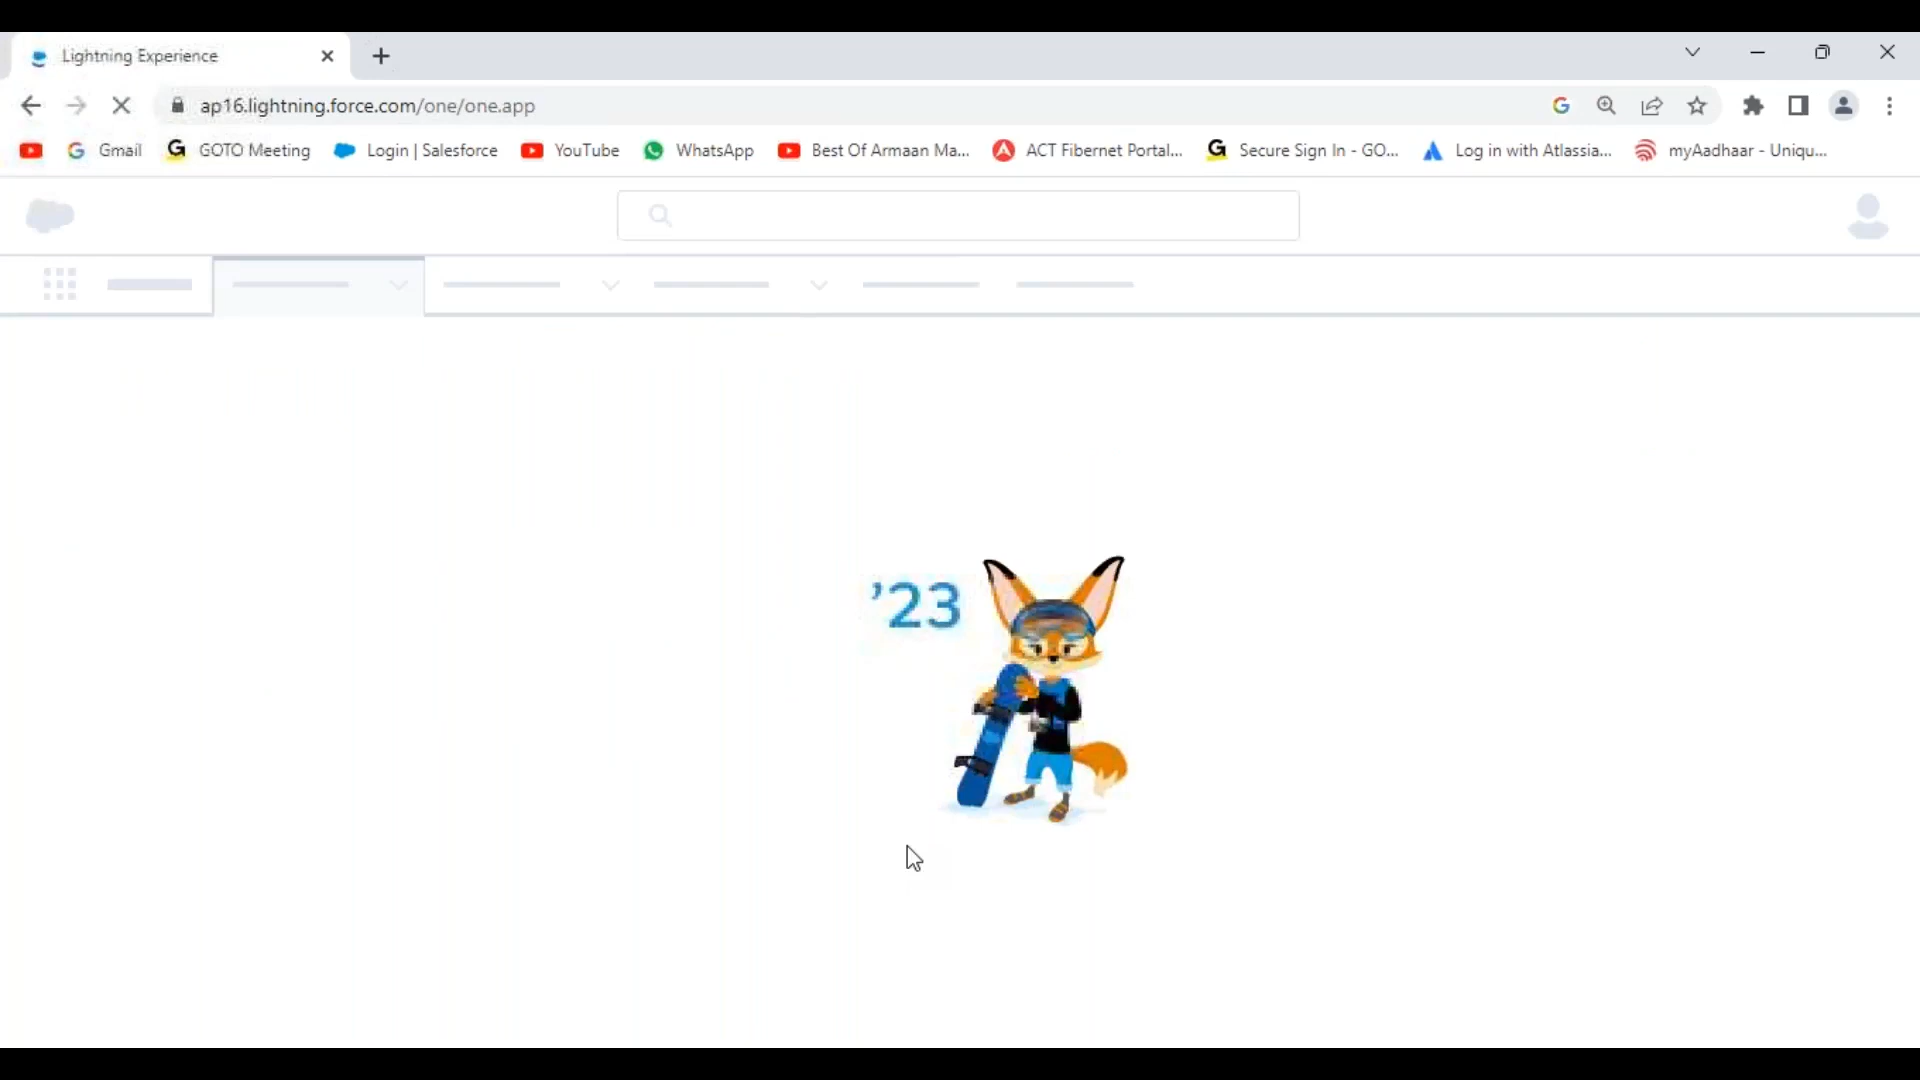 Lightning Experience
ap16.lightning.force.com/one/one.app
Gmail GOTO Meeting Login | Salesforce YouTube WhatsApp Best Of Armaan Ma... ACT Fibernet Portal... Secure Sign In - GO... Log in with Atlassia... myAadhaar - Uniqu...
’23